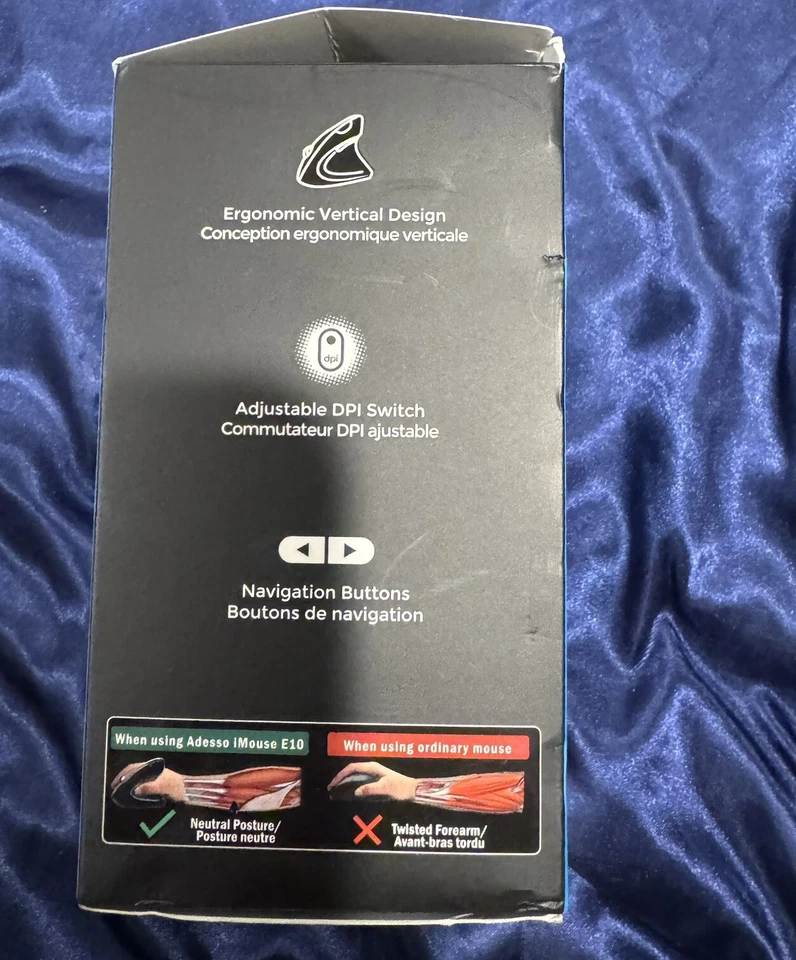 Ergonomic Vertical Design
Conception ergonomique verticale
dpi
Adjustable DPI Switch
Commutateur DPI ajustable
Navigation Buttons
Boutons de navigation
When using Adesso iMouse E10
Neutral Posture/
Posture neutre
When using ordinary mouse
Twisted Forearm/
Avant-bras tordu